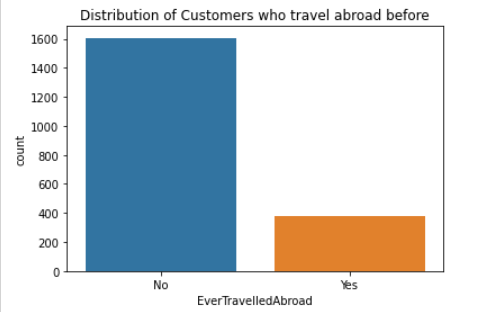 Distribution of Customers who travel abroad before
1600
1400
1200
1000
800
600
400
200
0
count
No Yes
EverTravelledAbroad